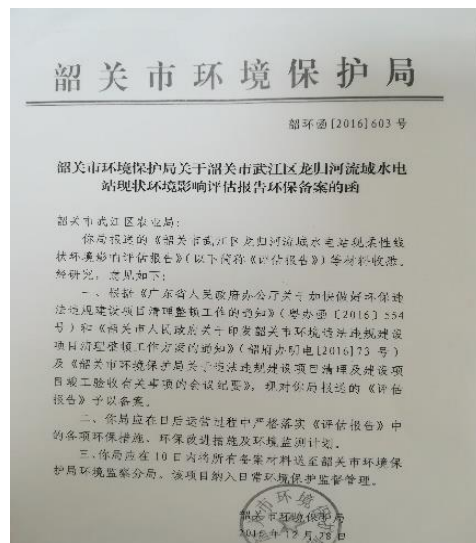 韶关市环境保护局
韶环函[2016]603 号
韶关市环境保护局关于韶关市武江区龙归河流域水电
站现状环境影响评估报告环保备案的函
韶关市武江区农业局:
你局报送的《韶关市武江区龙归河流域水电站现
状环境影响评估报告》(以下简称《评估报告》)等材料收悉。
经研究,意见如下:
一、根据《广东省人民政府办公厅关于加快做好环保违
法违规建设项目清理整顿工作的通知》(粤办函[2016]554
号)和《韶关市人民政府关于印发韶关市环境违法违规建设
项目清理整顿工作方案的通知》(韶府办明电[2016]73 号)
及《韶关市环境保护局关于违法违规建设项目清理及建设项
目竣工验收有关事项的会议纪要》,现对你局报送的《评估
报告》予以备案。
二、你局应在日后运营过程中严格落实《评估报告》中
的各项环保措施、环保改进措施及环境监测计划。
三、你局应在 10 日内将所有备案材料送至韶关市环境保
护局环境监察分局,该项目纳入日常环境保护监督管理。
韶关市环境保护局
2016 年 12 月 28 日